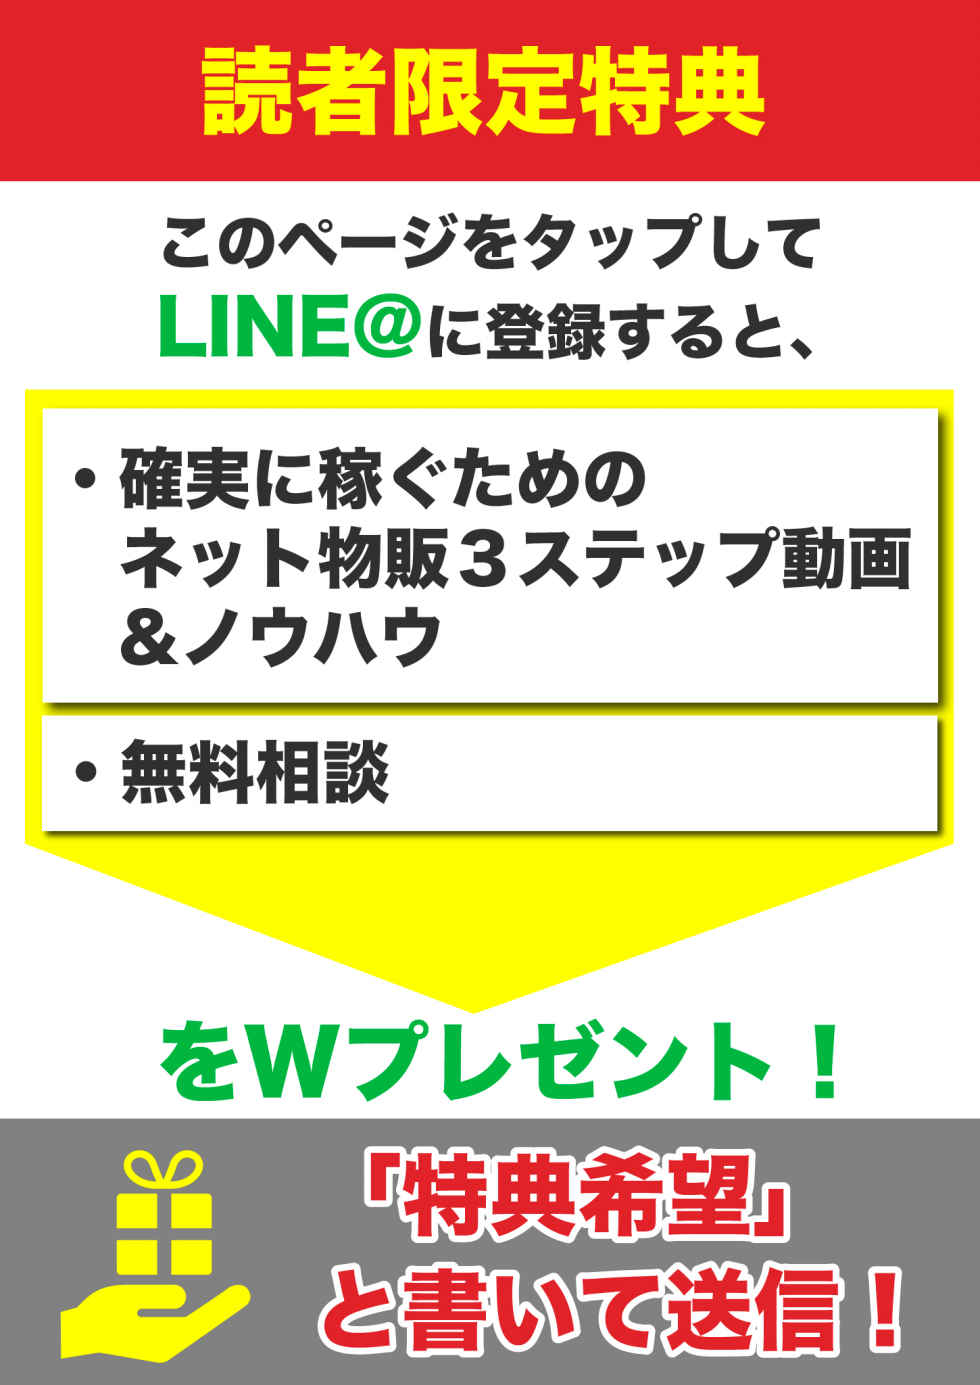 読者限定特典
このページをタップして
LINE@に登録すると、
・確実に稼ぐための
ネット物販３ステップ動画
＆ノウハウ
・無料相談
をWプレゼント！
「特典希望」
と書いて送信！